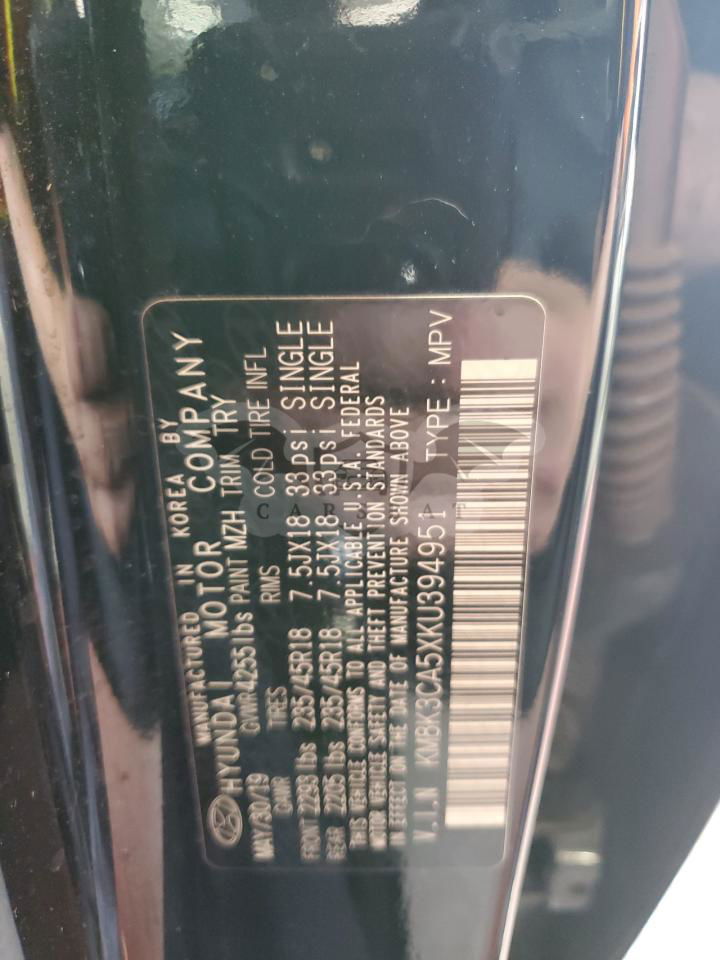 MANUFACTURED IN KOREA BY
HYUNDAI MOTOR COMPANY
MAY/30/19 GVWR 4255lbs PAINT MZH TRIM TRY
GAWR TIRES RIMS COLD TIRE INFL
FRONT 2293 lbs 235/45R18 7.5JX18 33psi SINGLE
REAR 2205 lbs 235/45R18 7.5JX18 33psi SINGLE
THIS VEHICLE CONFORMS TO ALL APPLICABLE U.S.A. FEDERAL
MOTOR VEHICLE SAFETY AND THEFT PREVENTION STANDARDS
IN EFFECT ON THE DATE OF MANUFACTURE SHOWN ABOVE
V.I.N KM8K3CA5XKU394951 TYPE : MPV